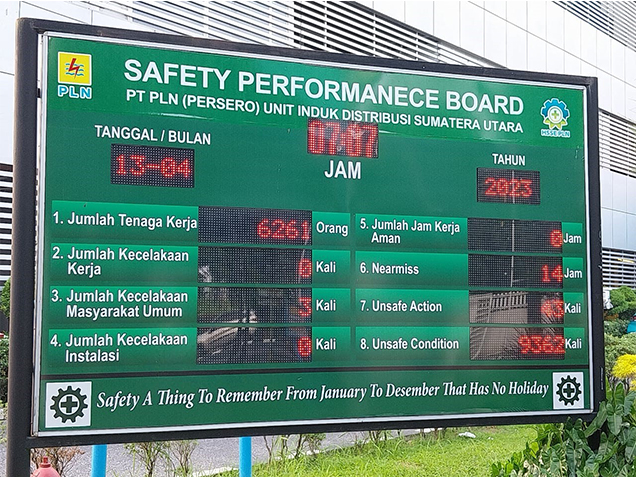 PLN
SAFETY PERFORMANECE BOARD
PT PLN (PERSERO) UNIT INDUK DISTRIBUSI SUMATERA UTARA
HSSE PLN
TANGGAL / BULAN
13-04
JAM
TAHUN
2023
1. Jumlah Tenaga Kerja 6261 Orang
2. Jumlah Kecelakaan Kerja 0 Kali
3. Jumlah Kecelakaan Masyarakat Umum 3 Kali
4. Jumlah Kecelakaan Instalasi 0 Kali
5. Jumlah Jam Kerja Aman 0 Jam
6. Nearmiss 14 Jam
7. Unsafe Action Kali
8. Unsafe Condition Kali
Safety A Thing To Remember From January To Desember That Has No Holiday